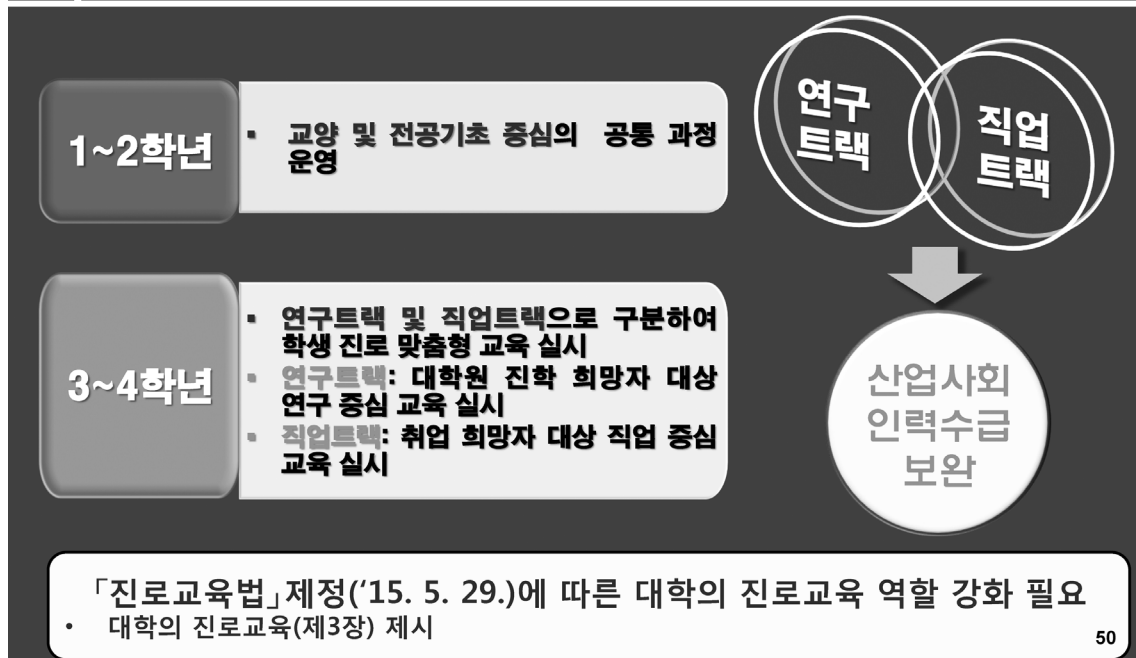 1~2학년
▪ 교양 및 전공기초 중심의 공통 과정
운영
3~4학년
▪ 연구트랙 및 직업트랙으로 구분하여
학생 진로 맞춤형 교육 실시
▪ 연구트랙: 대학원 진학 희망자 대상
연구 중심 교육 실시
▪ 직업트랙: 취업 희망자 대상 직업 중심
교육 실시
연구
트랙
직업
트랙
산업사회
인력수급
보완
「진로교육법」제정(‘15. 5. 29.)에 따른 대학의 진로교육 역할 강화 필요
• 대학의 진로교육(제3장) 제시
50